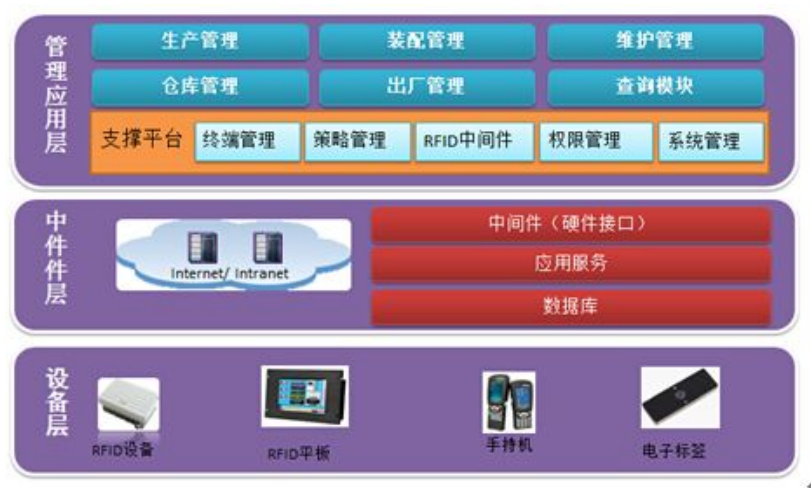 管理应用层
生产管理
装配管理
维护管理
仓库管理
出厂管理
查询模块
支撑平台
终端管理
策略管理
RFID中间件
权限管理
系统管理
中件件层
Internet/ Intranet
中间件（硬件接口）
应用服务
数据库
设备层
RFID设备
RFID平板
手持机
电子标签